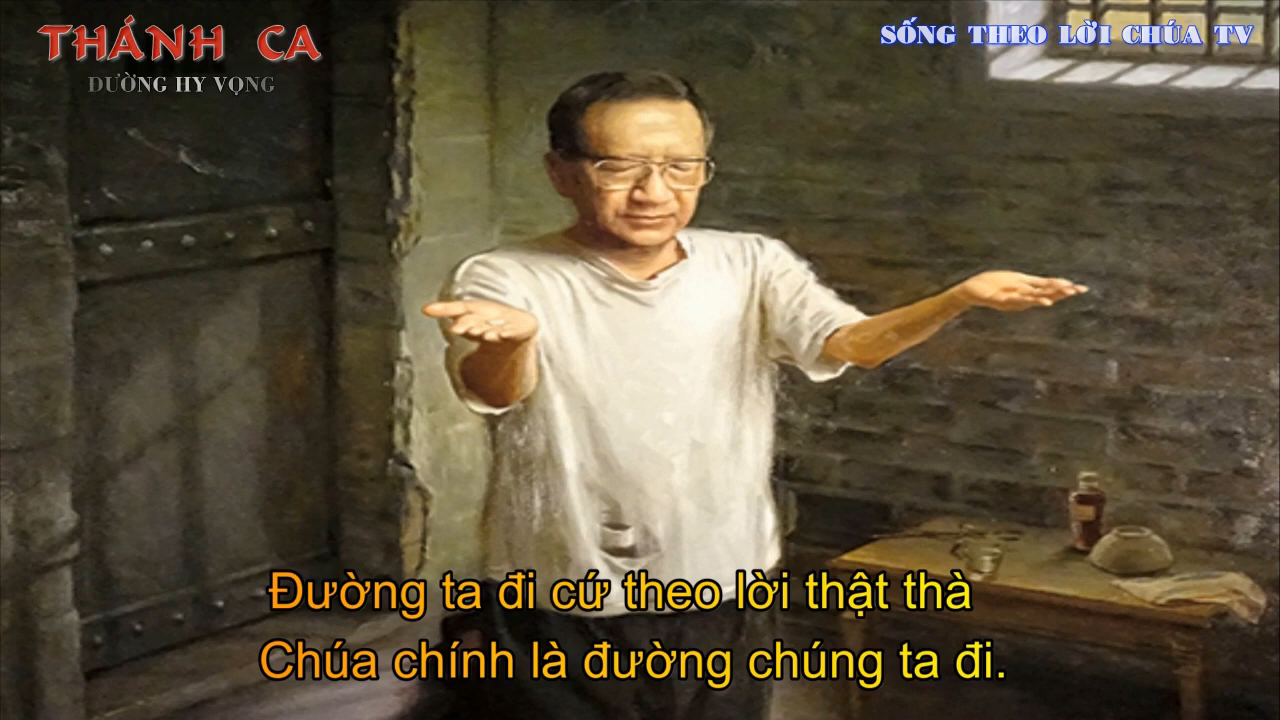 THÁNH CA
ĐƯỜNG HY VỌNG
SỐNG THEO LỜI CHÚA TV
Đường ta đi cứ theo lời thật thà
Chúa chính là đường chúng ta đi.